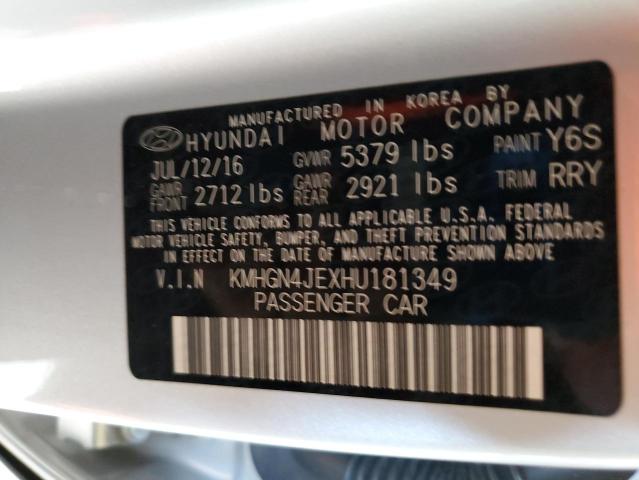 MANUFACTURED IN KOREA BY
HYUNDAI MOTOR COMPANY
JUL/12/16 GVWR 5379 lbs PAINT Y6S
GAWR FRONT 2712 lbs GAWR REAR 2921 lbs TRIM RRY
THIS VEHICLE CONFORMS TO ALL APPLICABLE U.S.A. FEDERAL
MOTOR VEHICLE SAFETY, BUMPER, AND THEFT PREVENTION STANDARDS
IN EFFECT ON THE DATE OF MANUFACTURE SHOWN ABOVE
V.I.N KMHGN4JEXHU181349
PASSENGER CAR